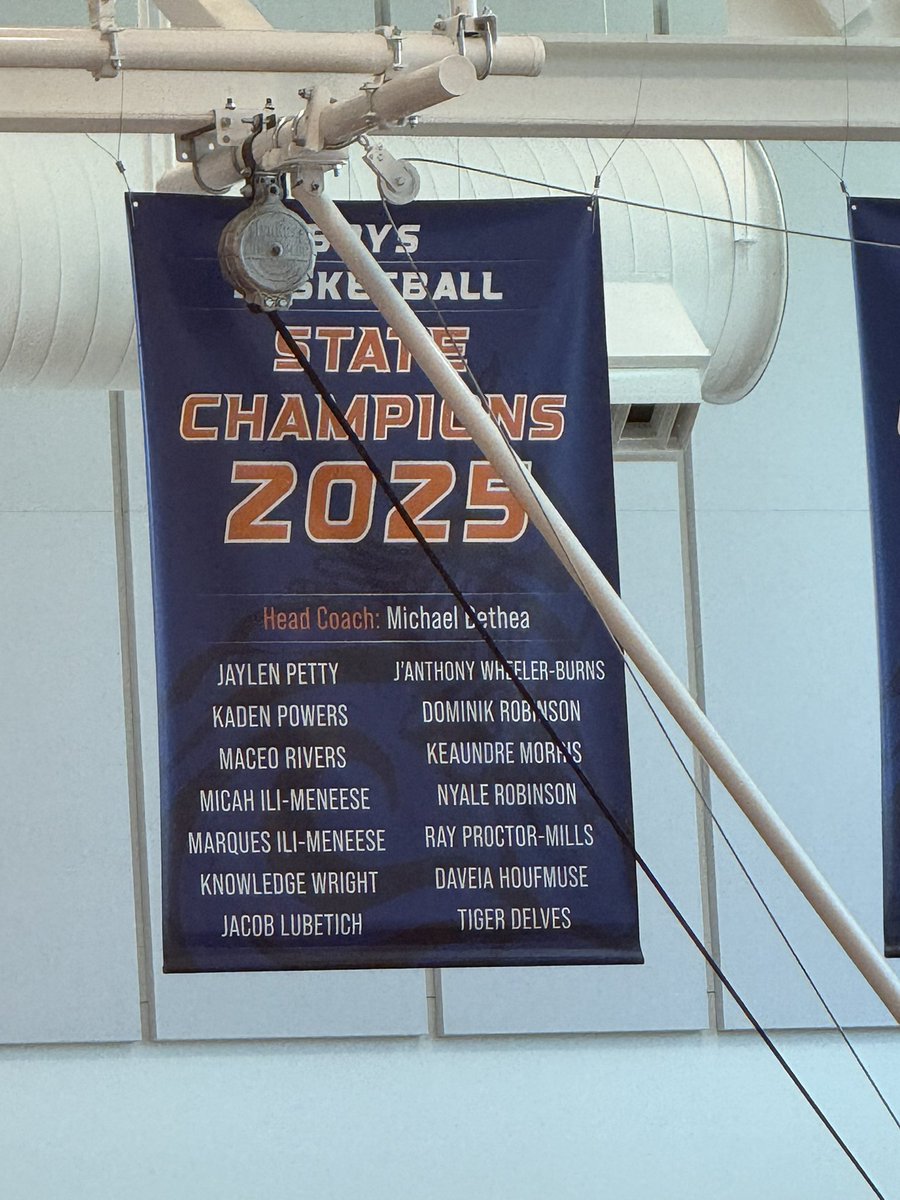 BOYS
BASKETBALL
STATE
CHAMPIONS
2025
Head Coach: Michael Bethea
JAYLEN PETTY
KADEN POWERS
MACEO RIVERS
MICAH ILI-MENEESE
MARQUES ILI-MENEESE
KNOWLEDGE WRIGHT
JACOB LUBETICH
J'ANTHONY WHEELER-BURNS
DOMINIK ROBINSON
KEAUNDRE MORRIS
NYALE ROBINSON
RAY PROCTOR-MILLS
DAVEIA HOUFMUSE
TIGER DELVES